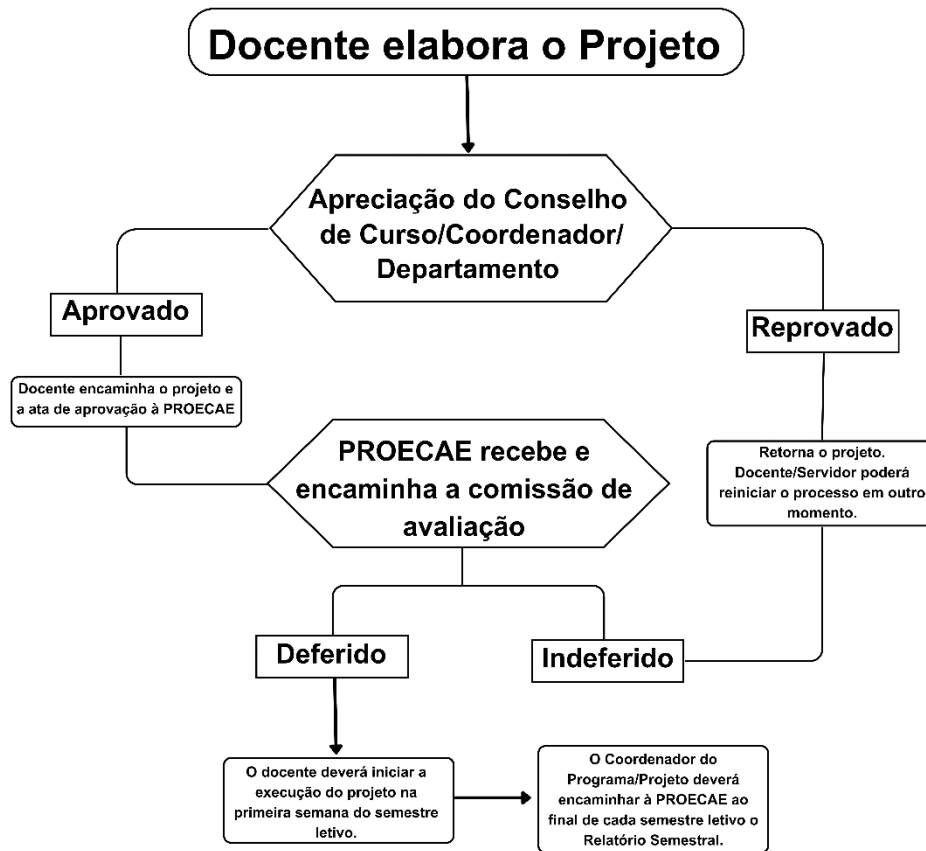 Docente elabora o Projeto
Apreciação do Conselho
de Curso/Coordenador/
Departamento
Aprovado
Reprovado
Docente encaminha o projeto e
a ata de aprovação à PROECAE
PROECAE recebe e
encaminha a comissão de
avaliação
Retorna o projeto.
Docente/Servidor poderá
reiniciar o processo em outro
momento.
Deferido
Indeferido
O docente deverá iniciar a
execução do projeto na
primeira semana do semestre
letivo.
O Coordenador do
Programa/Projeto deverá
encaminhar à PROECAE ao
final de cada semestre letivo o
Relatório Semestral.